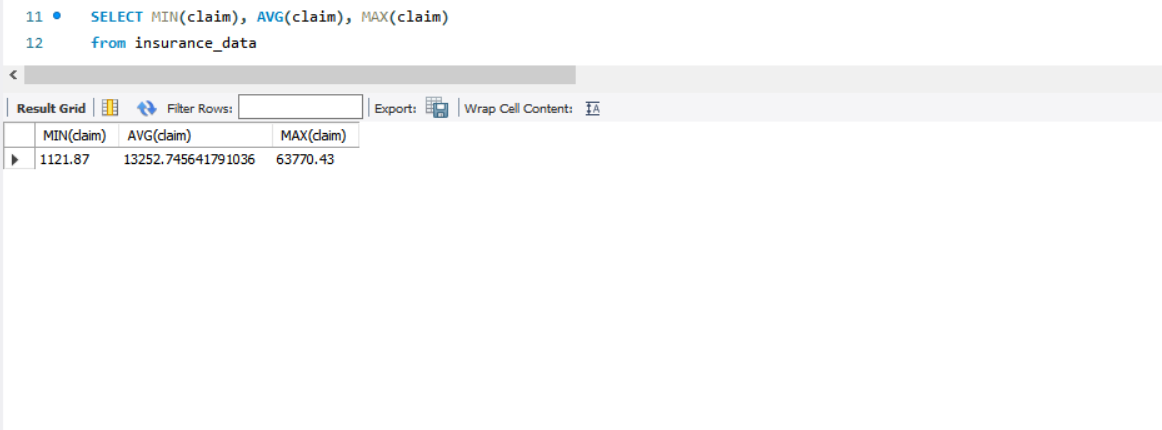 11 SELECT MIN(claim), AVG(claim), MAX(claim)
12 from insurance_data
Result Grid Filter Rows: Export: Wrap Cell Content: IA
MIN(claim) AVG(claim) MAX(claim)
1121.87 13252.745641791036 63770.43